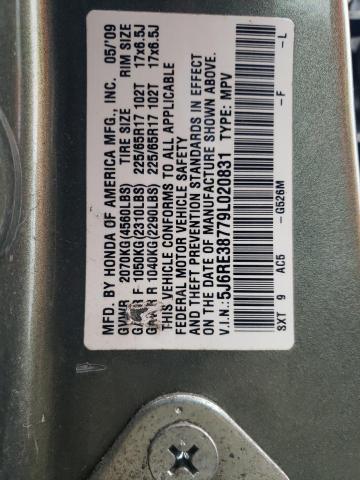 MFD. BY HONDA OF AMERICA MFG., INC. 05/'09
GVWR 2070KG(4560LBS) TIRE SIZE RIM SIZE
GAWR F 1050KG(2310LBS) 225/65R17 102T 17x6.5J
GAWR R 1040KG(2290LBS) 225/65R17 102T 17x6.5J
THIS VEHICLE CONFORMS TO ALL APPLICABLE
FEDERAL MOTOR VEHICLE SAFETY
PREVENTION STANDARDS IN EFFECT
ON THE DATE OF MANUFACTURE SHOWN ABOVE.
V.I.N.: 5J6RE38779L020831 TYPE: MPV
SXT 9 AC5 -G526M -F -L